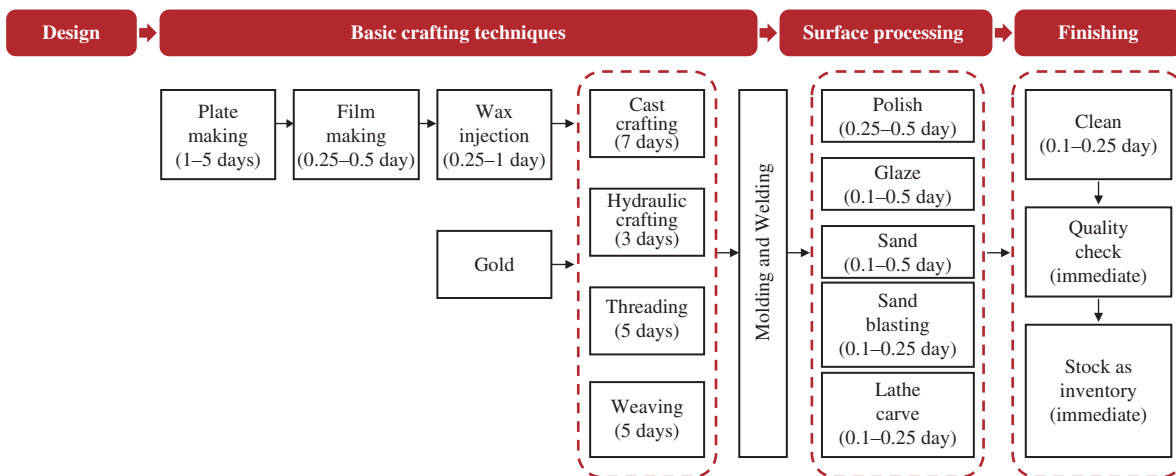 Design
Basic crafting techniques
Surface processing
Finishing
Plate
making
(1–5 days)
Film
making
(0.25–0.5 day)
Wax
injection
(0.25–1 day)
Gold
Cast
crafting
(7 days)
Hydraulic
crafting
(3 days)
Threading
(5 days)
Weaving
(5 days)
Molding and Welding
Polish
(0.25–0.5 day)
Glaze
(0.1–0.5 day)
Sand
(0.1–0.5 day)
Sand
blasting
(0.1–0.25 day)
Lathe
carve
(0.1–0.25 day)
Clean
(0.1–0.25 day)
Quality
check
(immediate)
Stock as
inventory
(immediate)